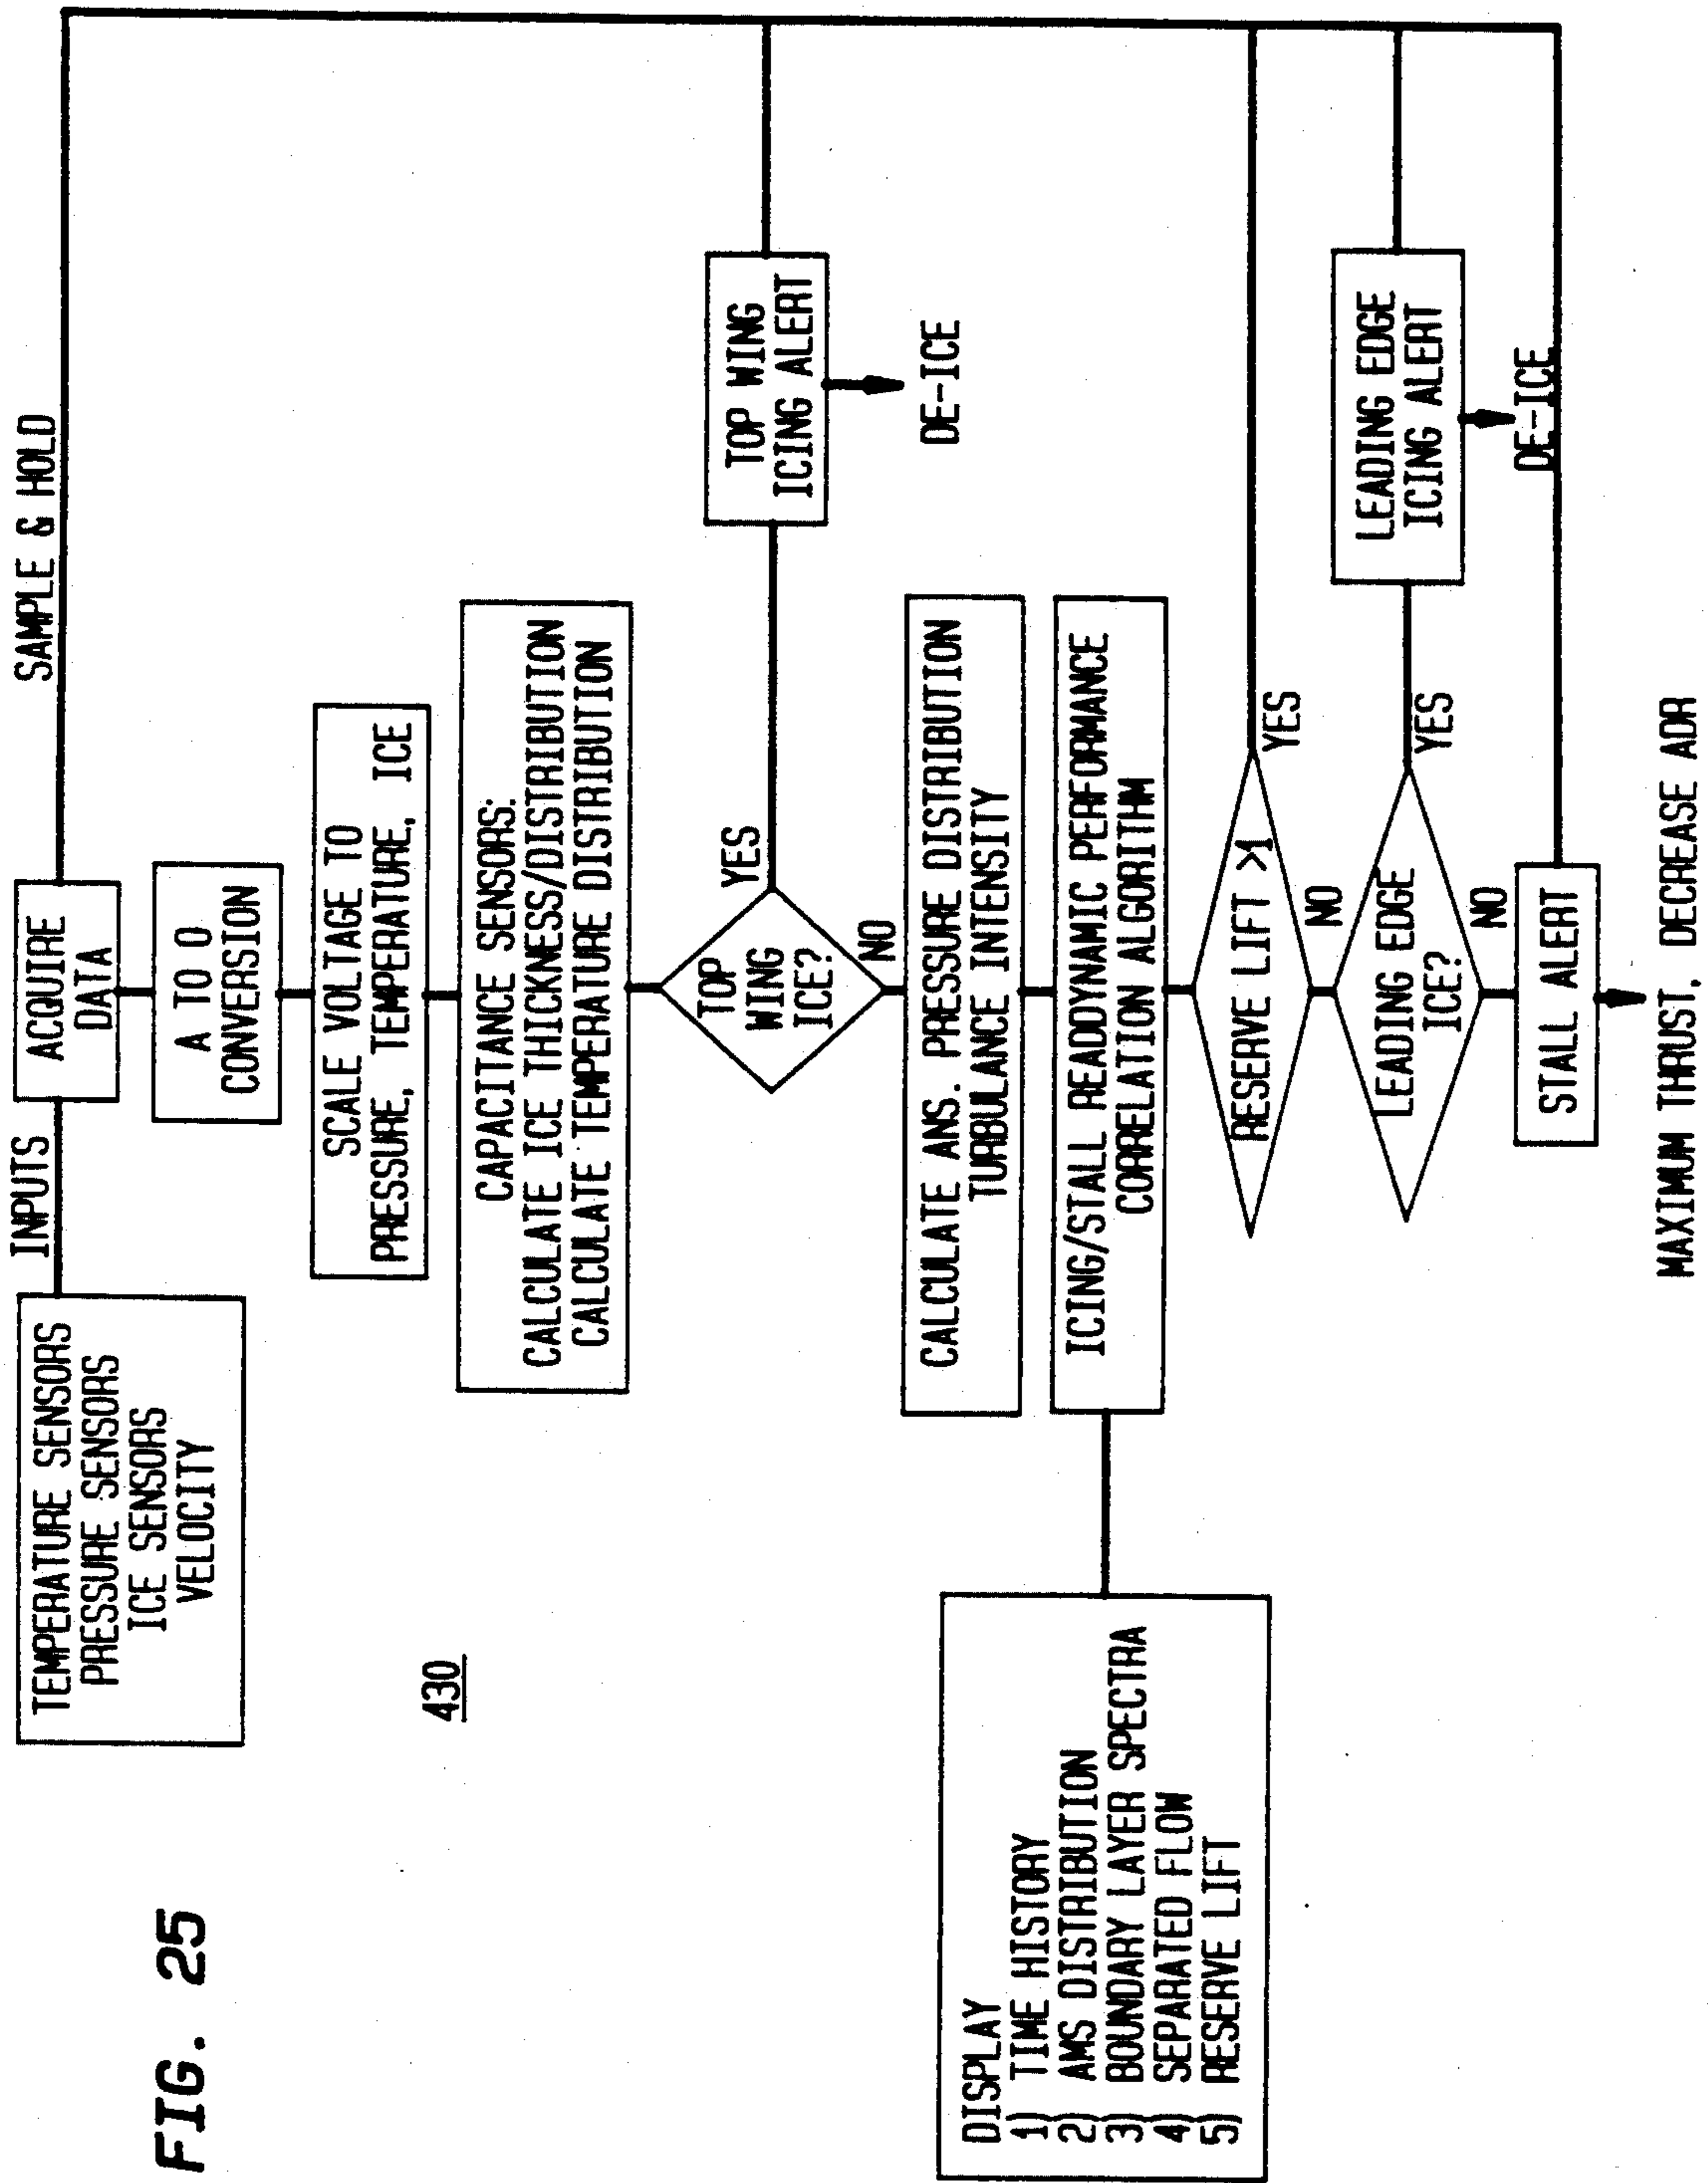 FIG. 25
430
TEMPERATURE SENSORS
PRESSURE SENSORS
ICE SENSORS
VELOCITY
INPUTS
ACQUIRE
DATA
SAMPLE & HOLD
A TO D
CONVERSION
SCALE VOLTAGE TO
PRESSURE, TEMPERATURE, ICE
CAPACITANCE SENSORS:
CALCULATE ICE THICKNESS/DISTRIBUTION
CALCULATE TEMPERATURE DISTRIBUTION
TOP
WING
ICE?
YES
TOP WING
ICING ALERT
DE-ICE
NO
CALCULATE ANS. PRESSURE DISTRIBUTION
TURBULANCE INTENSITY
ICING/STALL READDYNAMIC PERFORMANCE
CORRELATION ALGORITHM
DISPLAY
1) TIME HISTORY
2) AMS DISTRIBUTION
3) BOUNDARY LAYER SPECTRA
4) SEPARATED FLOW
5) RESERVE LIFT
RESERVE LIFT >1
YES
NO
LEADING EDGE
ICE?
YES
LEADING EDGE
ICING ALERT
DE-ICE
NO
STALL ALERT
MAXIMUM THRUST, DECREASE ADR